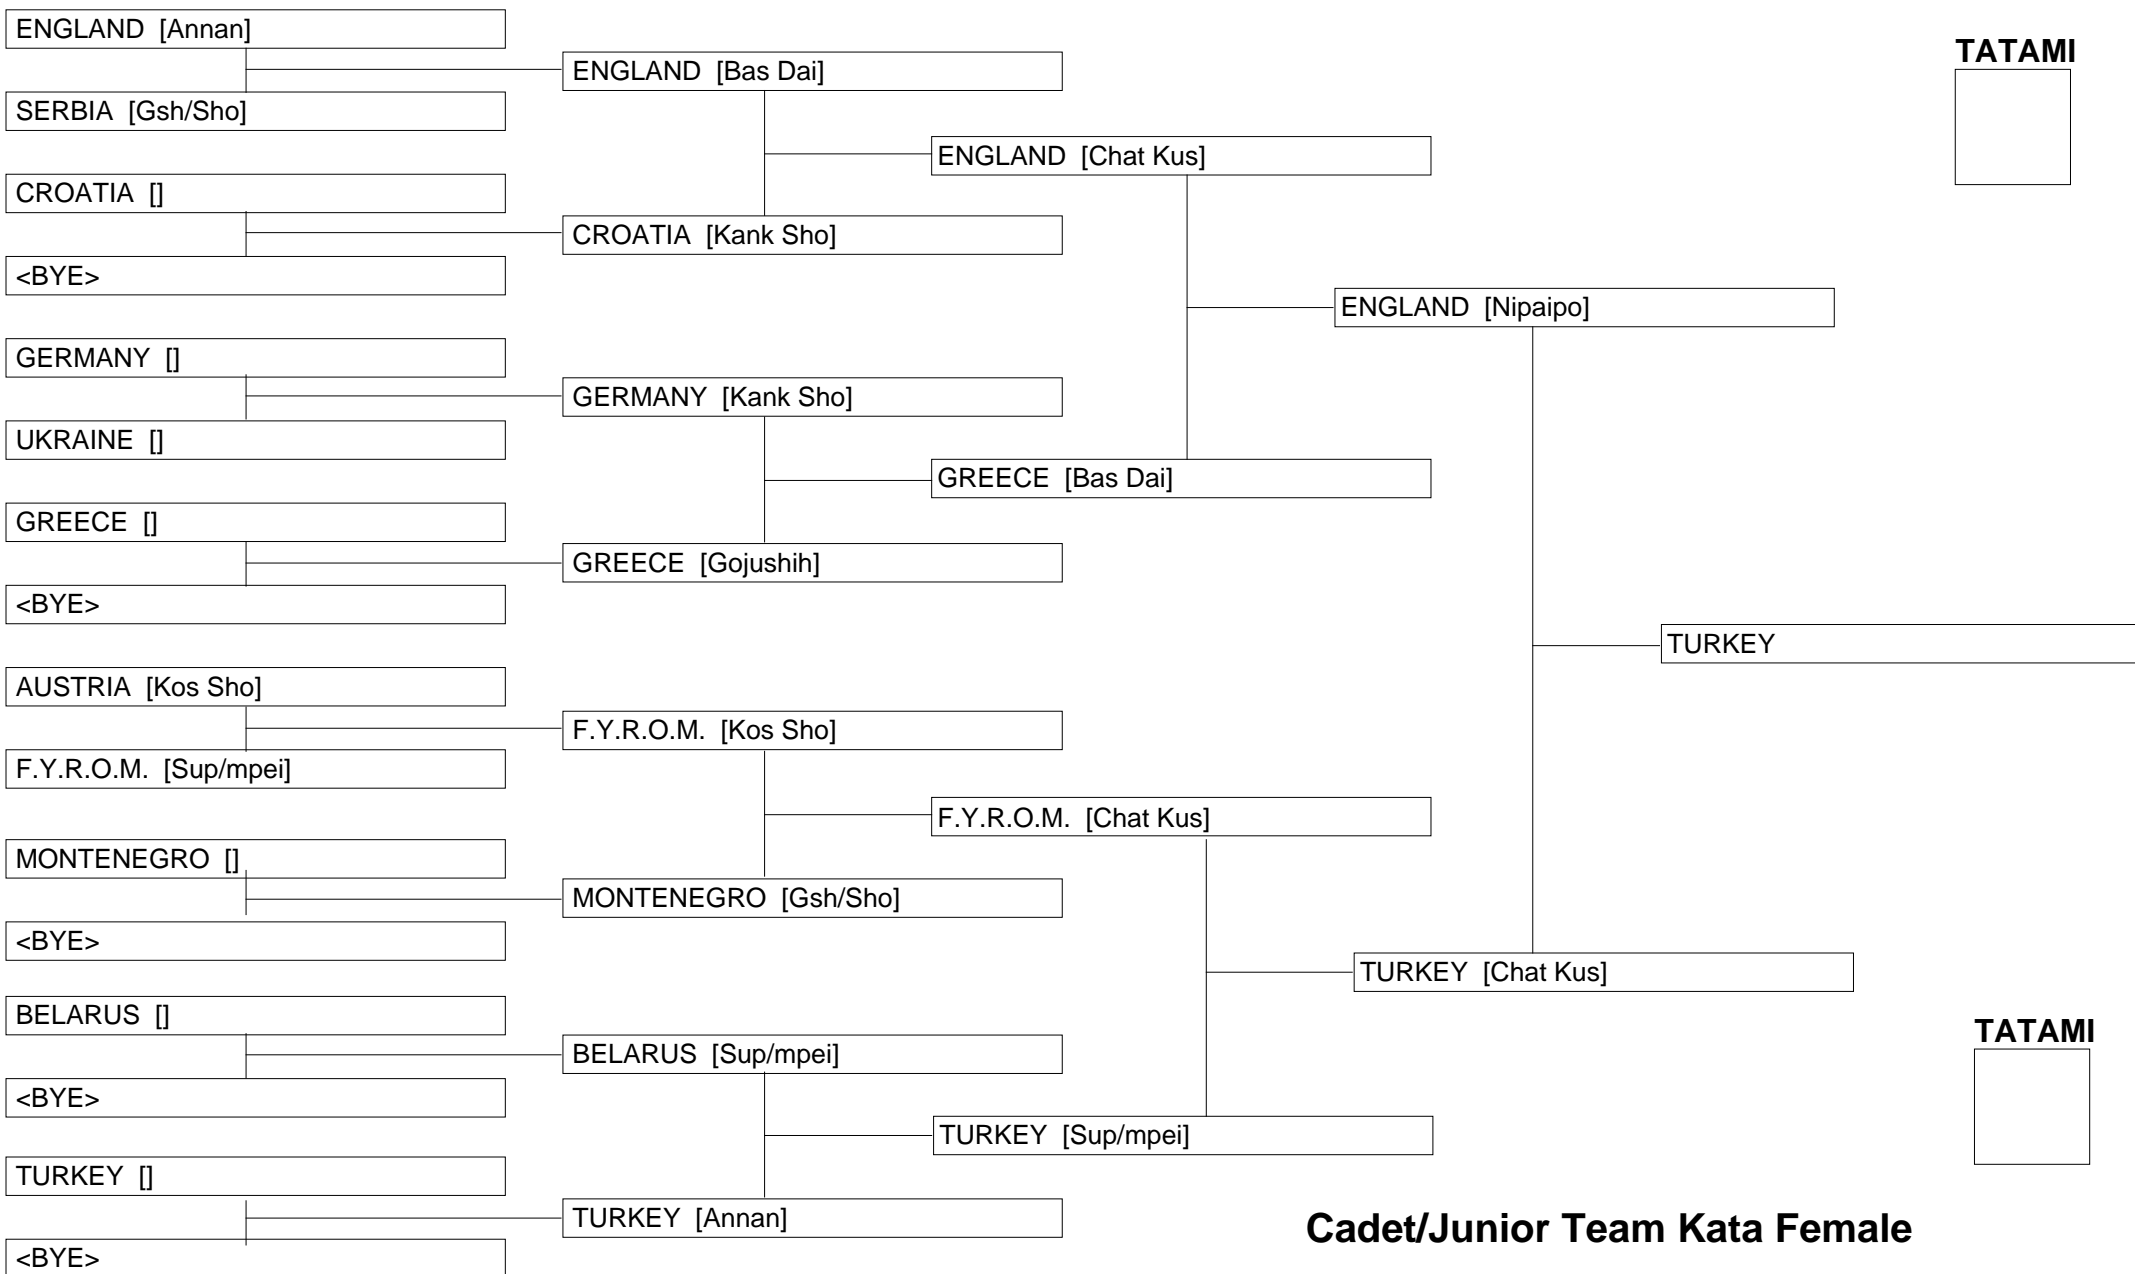 ENGLAND [Annan]
SERBIA [Gsh/Sho]
CROATIA []
<BYE>
GERMANY []
UKRAINE []
GREECE []
<BYE>
AUSTRIA [Kos Sho]
F.Y.R.O.M. [Sup/mpei]
MONTENEGRO []
<BYE>
BELARUS []
<BYE>
TURKEY []
<BYE>
ENGLAND [Bas Dai]
CROATIA [Kank Sho]
GERMANY [Kank Sho]
GREECE [Gojushih]
F.Y.R.O.M. [Kos Sho]
MONTENEGRO [Gsh/Sho]
BELARUS [Sup/mpei]
TURKEY [Annan]
ENGLAND [Chat Kus]
GREECE [Bas Dai]
F.Y.R.O.M. [Chat Kus]
TURKEY [Sup/mpei]
ENGLAND [Nipaipo]
TURKEY [Chat Kus]
TURKEY
TATAMI
TATAMI
Cadet/Junior Team Kata Female